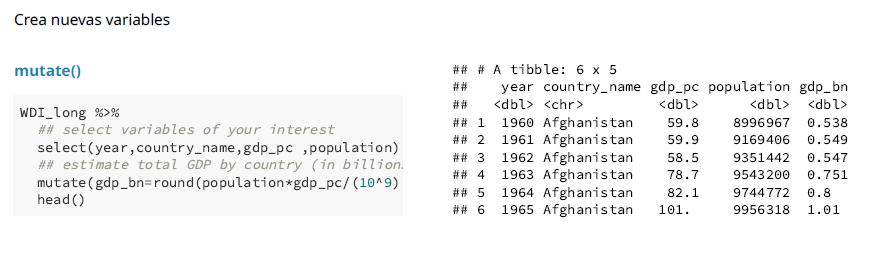 Crea nuevas variables
mutate()
WDI_long %>%
## select variables of your interest
select(year,country_name,gdp_pc ,population)
## estimate total GDP by country (in billion
mutate(gdp_bn=round(population*gdp_pc/(10^9)
head()
## # A tibble: 6 x 5
## year country_name gdp_pc population gdp_bn
## <dbl> <chr> <dbl> <dbl> <dbl>
## 1 1960 Afghanistan 59.8 8996967 0.538
## 2 1961 Afghanistan 59.9 9169406 0.549
## 3 1962 Afghanistan 58.5 9351442 0.547
## 4 1963 Afghanistan 78.7 9543200 0.751
## 5 1964 Afghanistan 82.1 9744772 0.8
## 6 1965 Afghanistan 101. 9956318 1.01